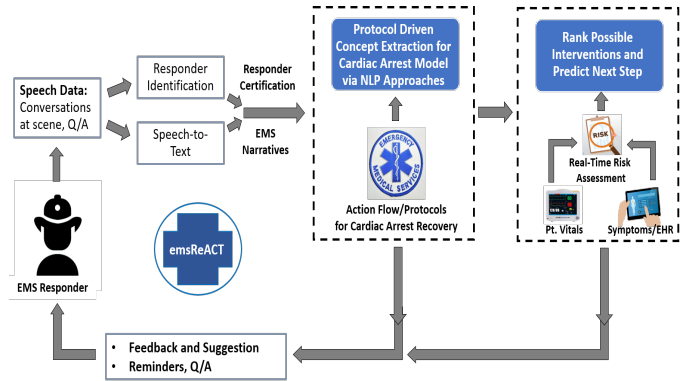 Speech Data:
Conversations
at scene, Q/A
Responder
Identification
Speech-to-
Text
Responder
Certification
EMS
Narratives
Protocol Driven
Concept Extraction for
Cardiac Arrest Model
via NLP Approaches
EMERGENCY
MEDICAL SERVICES
Action Flow/Protocols
for Cardiac Arrest Recovery
Rank Possible
Interventions and
Predict Next Step
RISK
Real-Time Risk
Assessment
Pt. Vitals
Symptoms/EHR
EMS Responder
emsReACT
• Feedback and Suggestion
• Reminders, Q/A